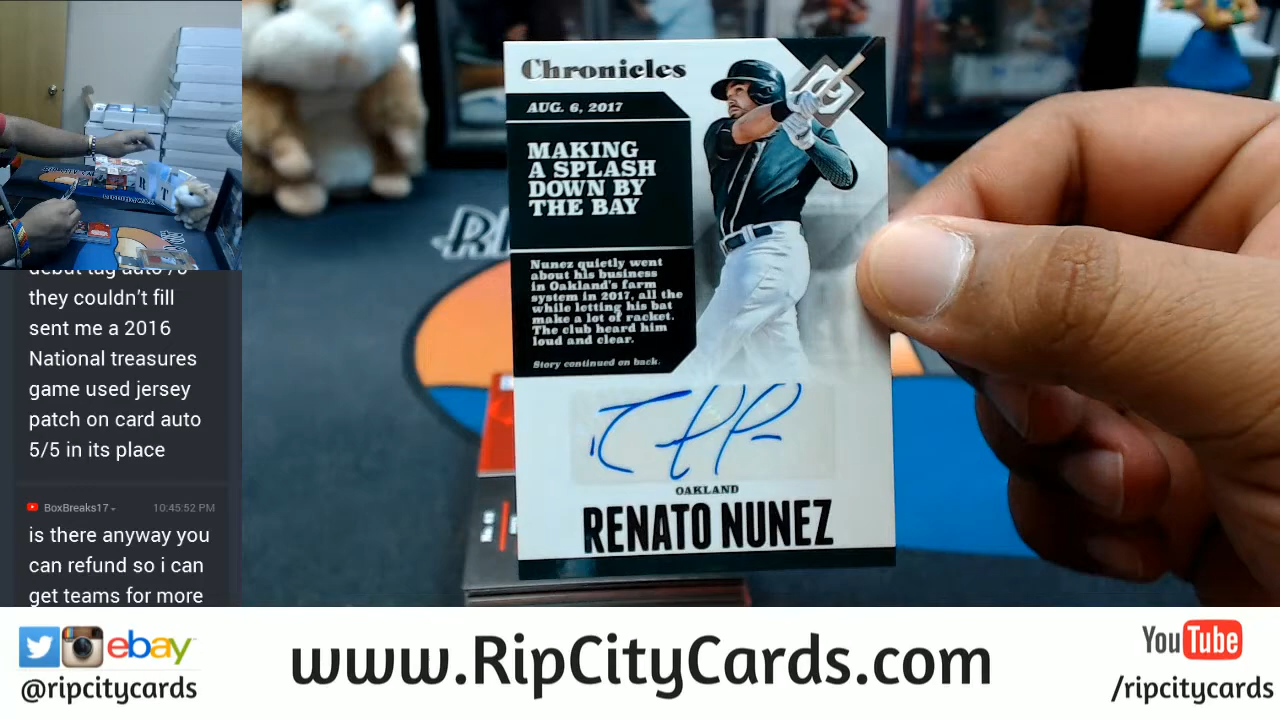 debut tag auto /5
they couldn't fill
sent me a 2016
National treasures
game used jersey
patch on card auto
5/5 in its place
BoxBreaks17
10:45:52 PM
is there anyway you
can refund so i can
get teams for more
Chronicles
AUG. 6, 2017
MAKING
A SPLASH
DOWN BY
THE BAY
Nunez quietly went
about his business
in Oakland's farm
system in 2017, all the
while letting his bat
make a lot of racket.
The club heard him
loud and clear.
Story continued on back.
OAKLAND
RENATO NUNEZ
ebay
@ripcitycards
www.RipCityCards.com
YouTube
/ripcitycards